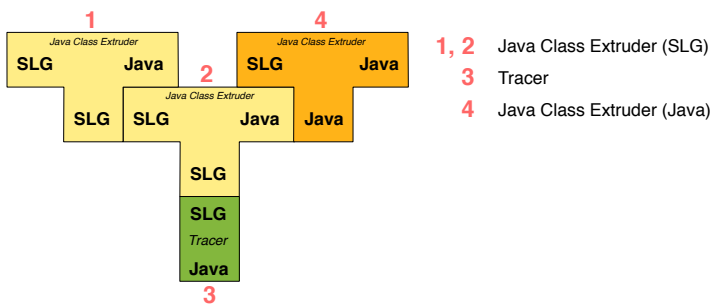 1
4
Java Class Extruder
SLG Java
SLG
2
Java Class Extruder
SLG Java
SLG
Java Class Extruder
SLG Java
Java
SLG
Tracer
Java
3
1, 2 Java Class Extruder (SLG)
3 Tracer
4 Java Class Extruder (Java)